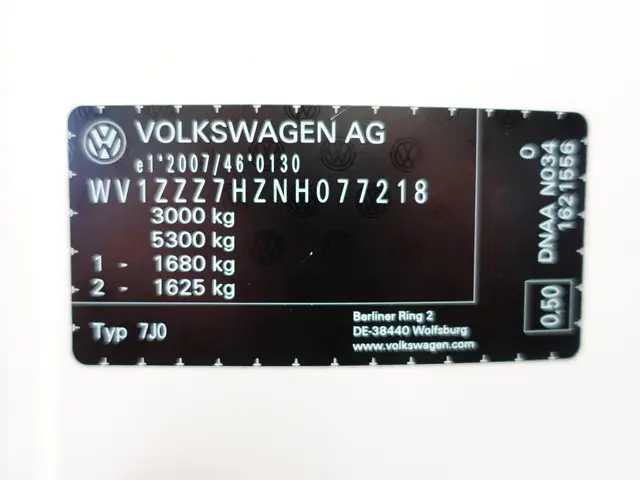 VOLKSWAGEN AG
e1*2007/46*0130
WV1ZZZ7HZNH077218
3000 kg
5300 kg
1 - 1680 kg
2 - 1625 kg
Typ 7J0
Berliner Ring 2
DE-38440 Wolfsburg
www.volkswagen.com
0
DNAA N034
1621556
0,50